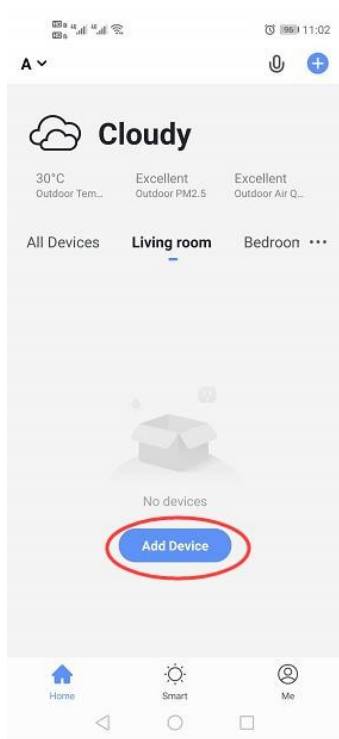 96 11:02
A
Cloudy
30°C Excellent Excellent
Outdoor Tem... Outdoor PM2.5 Outdoor Air Q...
All Devices Living room Bedroon ...
No devices
Add Device
Home Smart Me